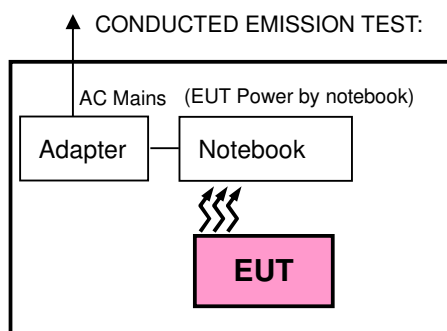 CONDUCTED EMISSION TEST:
AC Mains (EUT Power by notebook)
Adapter Notebook
EUT